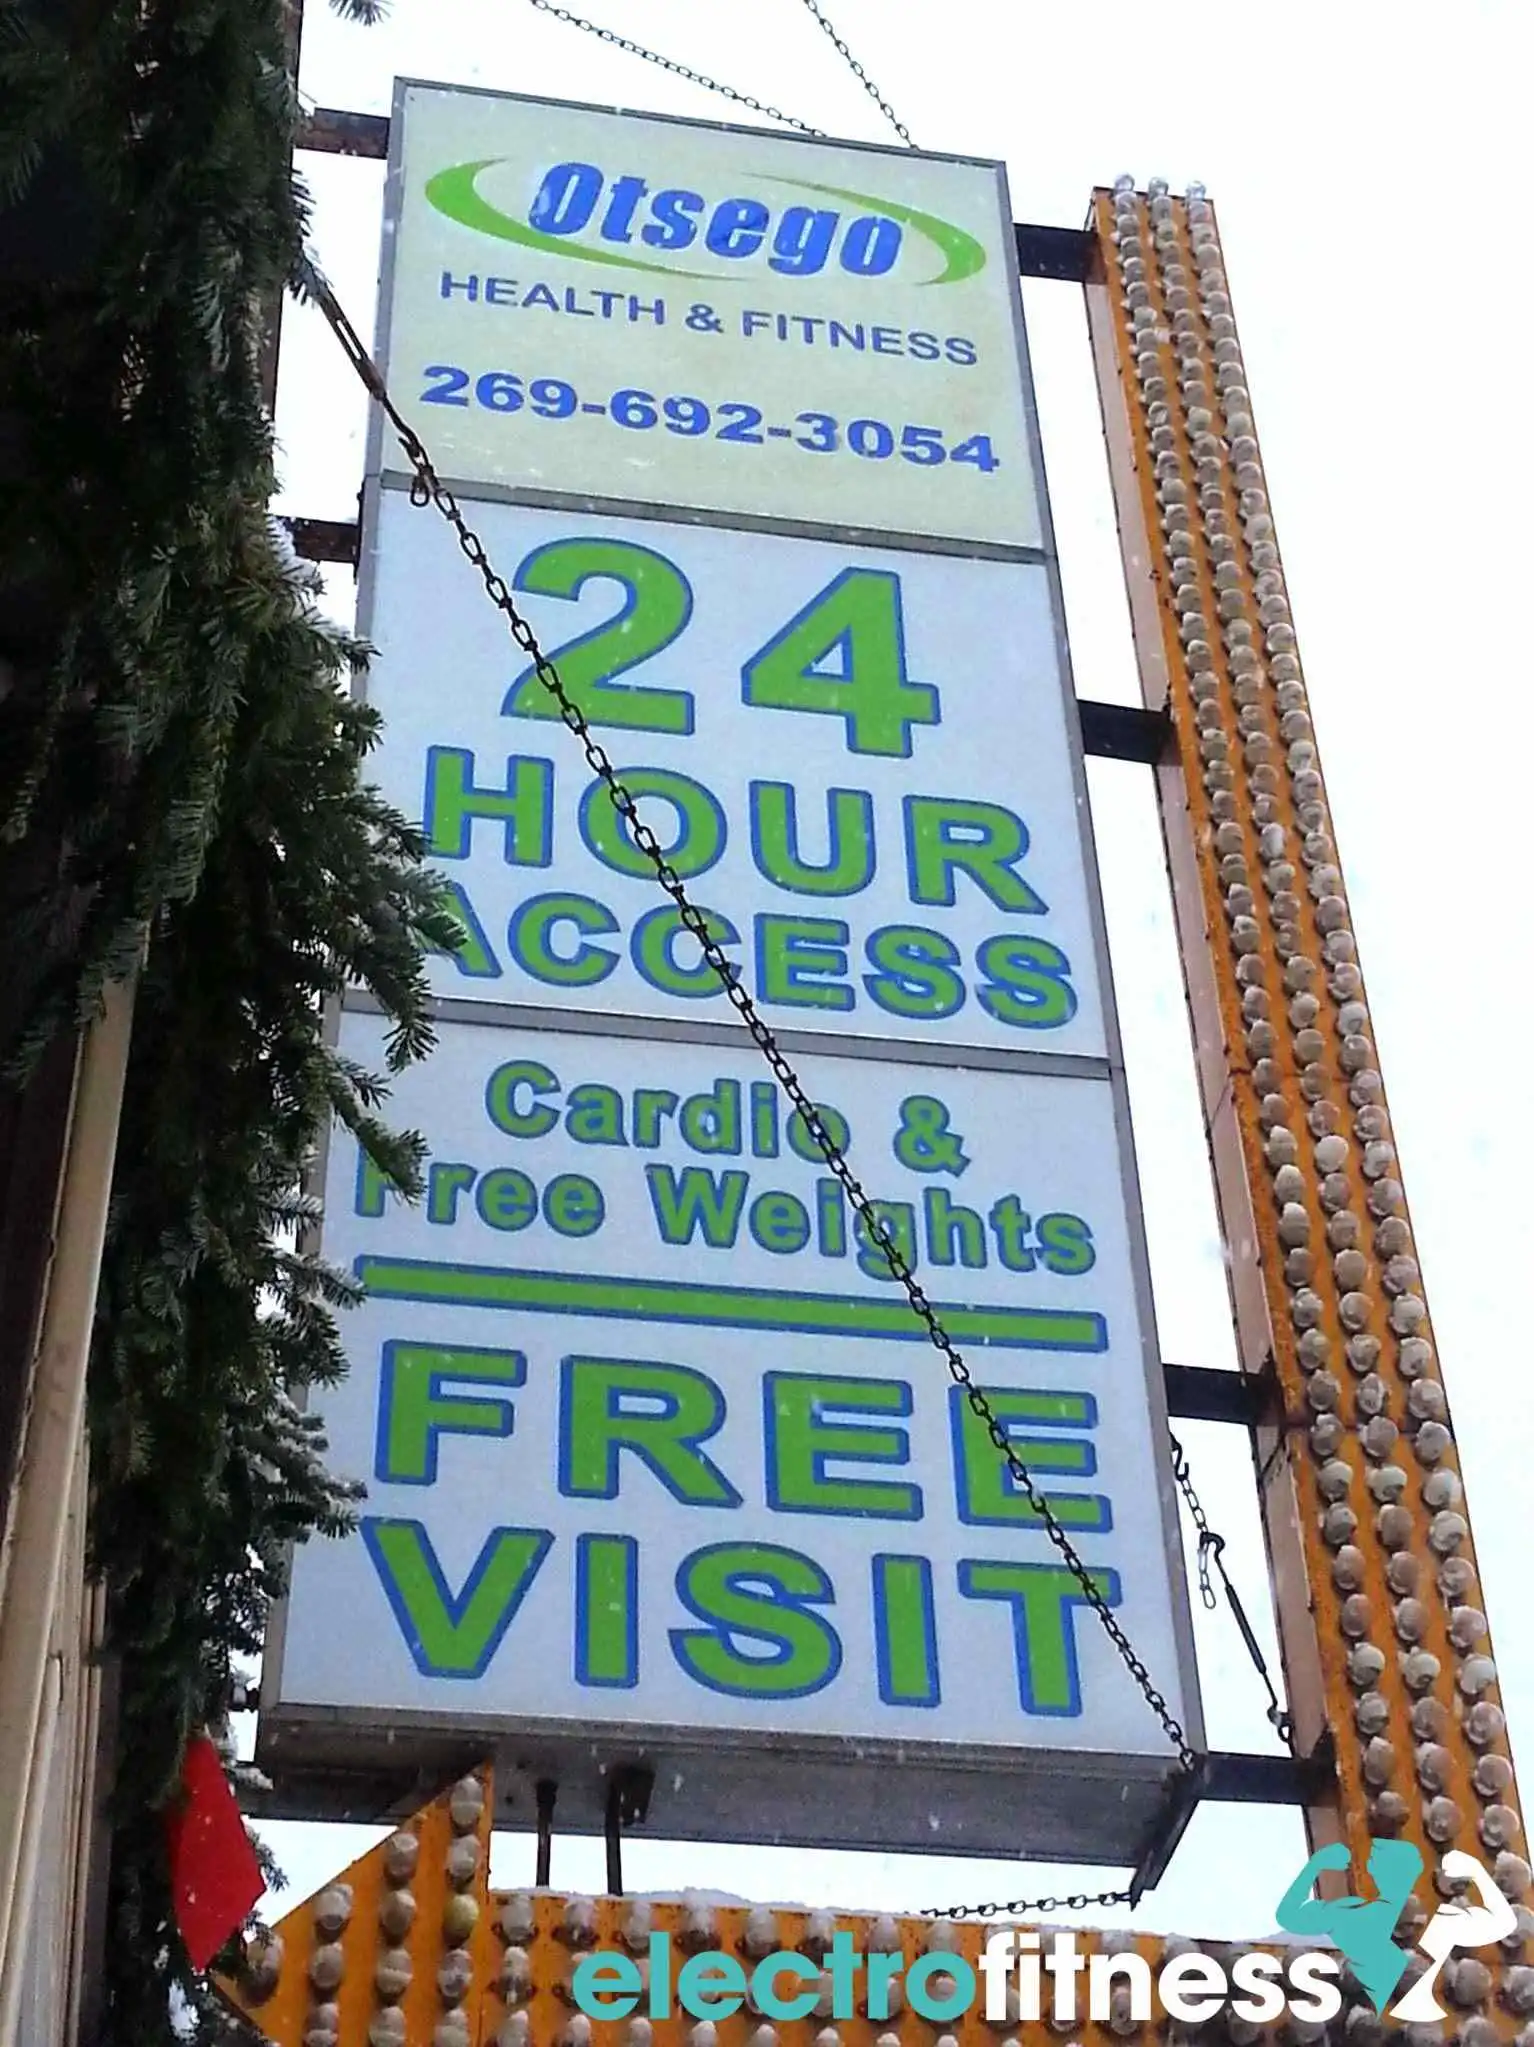 Otsego
HEALTH & FITNESS
269-692-3054
24
HOUR
ACCESS
Cardio &
Free Weights
FREE
VISIT
electrofitness